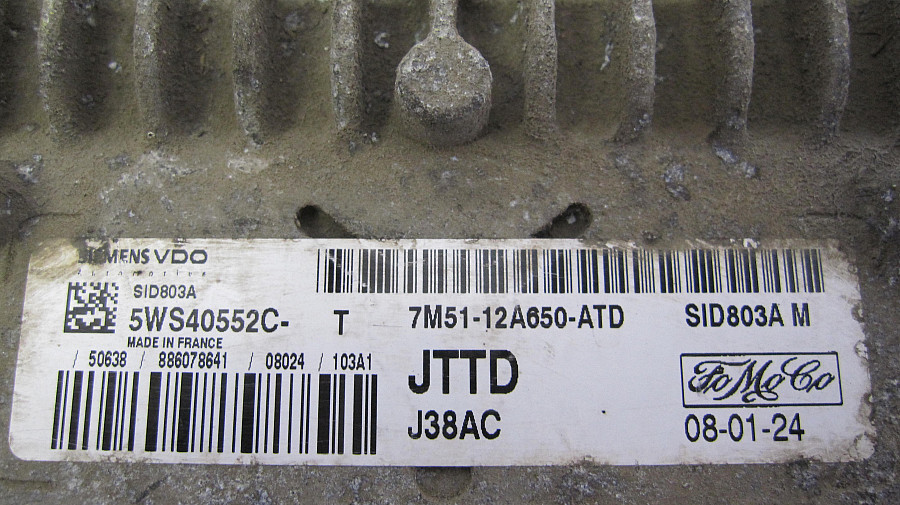 SIEMENS VDO
Automotive
SID803A
5WS40552C-T
MADE IN FRANCE
/ 50638 / 886078641 / 08024 / 103A1
7M51-12A650-ATD
SID803A M
JTTD
J38AC
FoMoCo
08-01-24